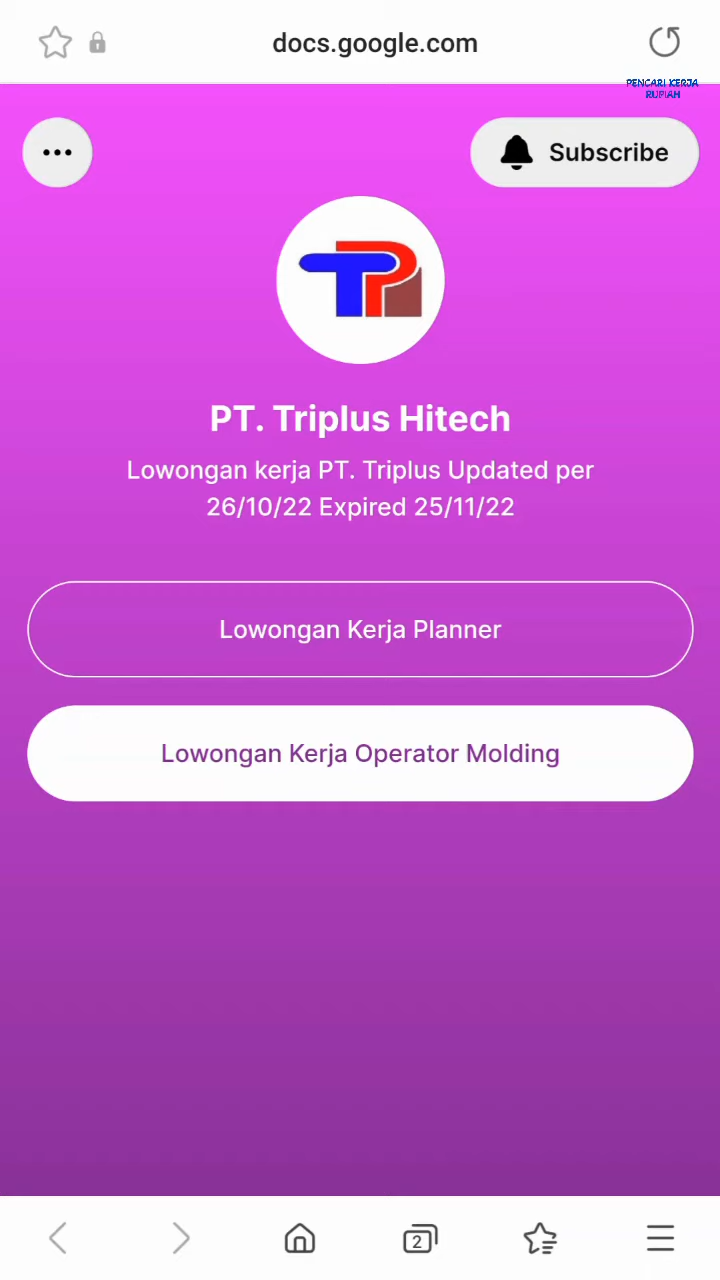 docs.google.com
PENCARI KERJA
RUPIAH
Subscribe
TP
PT. Triplus Hitech
Lowongan kerja PT. Triplus Updated per
26/10/22 Expired 25/11/22
Lowongan Kerja Planner
Lowongan Kerja Operator Molding
2